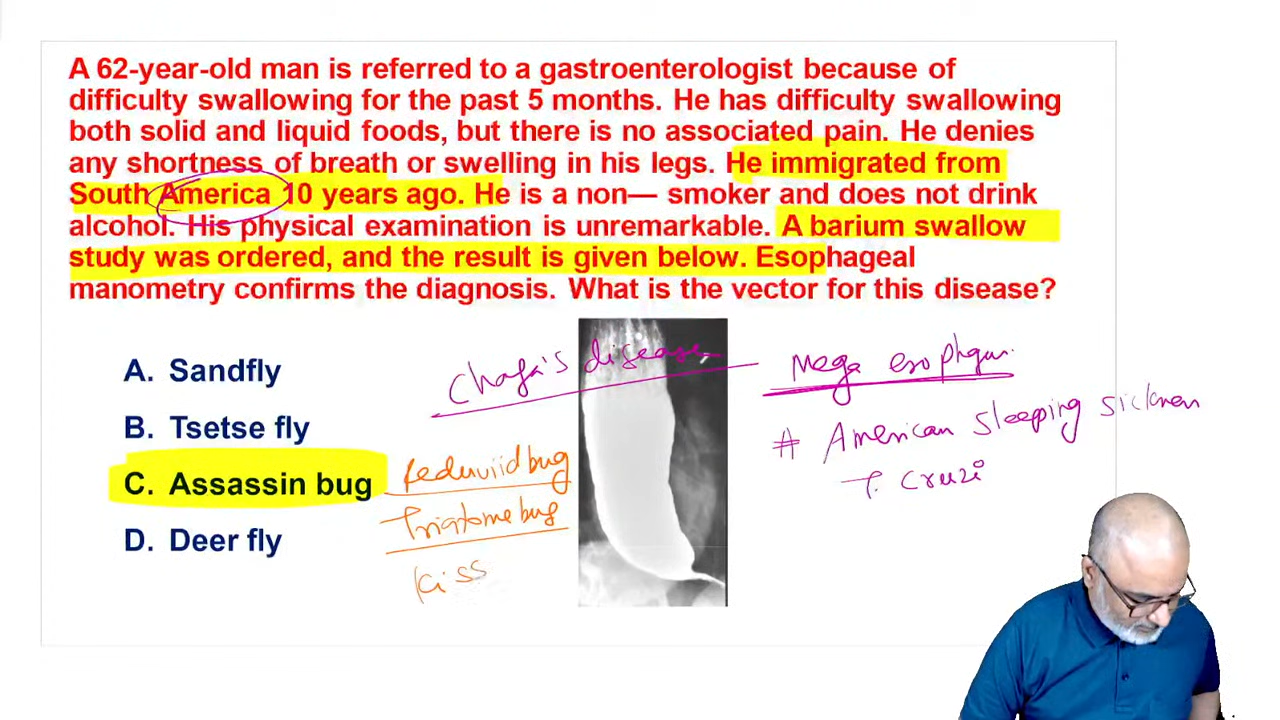 A 62-year-old man is referred to a gastroenterologist because of
difficulty swallowing for the past 5 months. He has difficulty swallowing
both solid and liquid foods, but there is no associated pain. He denies
any shortness of breath or swelling in his legs. He immigrated from
South America 10 years ago. He is a non— smoker and does not drink
alcohol. His physical examination is unremarkable. A barium swallow
study was ordered, and the result is given below. Esophageal
manometry confirms the diagnosis. What is the vector for this disease?
A. Sandfly
B. Tsetse fly
C. Assassin bug
D. Deer fly
Chaga's disease
Mega esophgus
# American sleeping sickness
T. cruzi
Reduviid bug
Triatome bug
Kiss